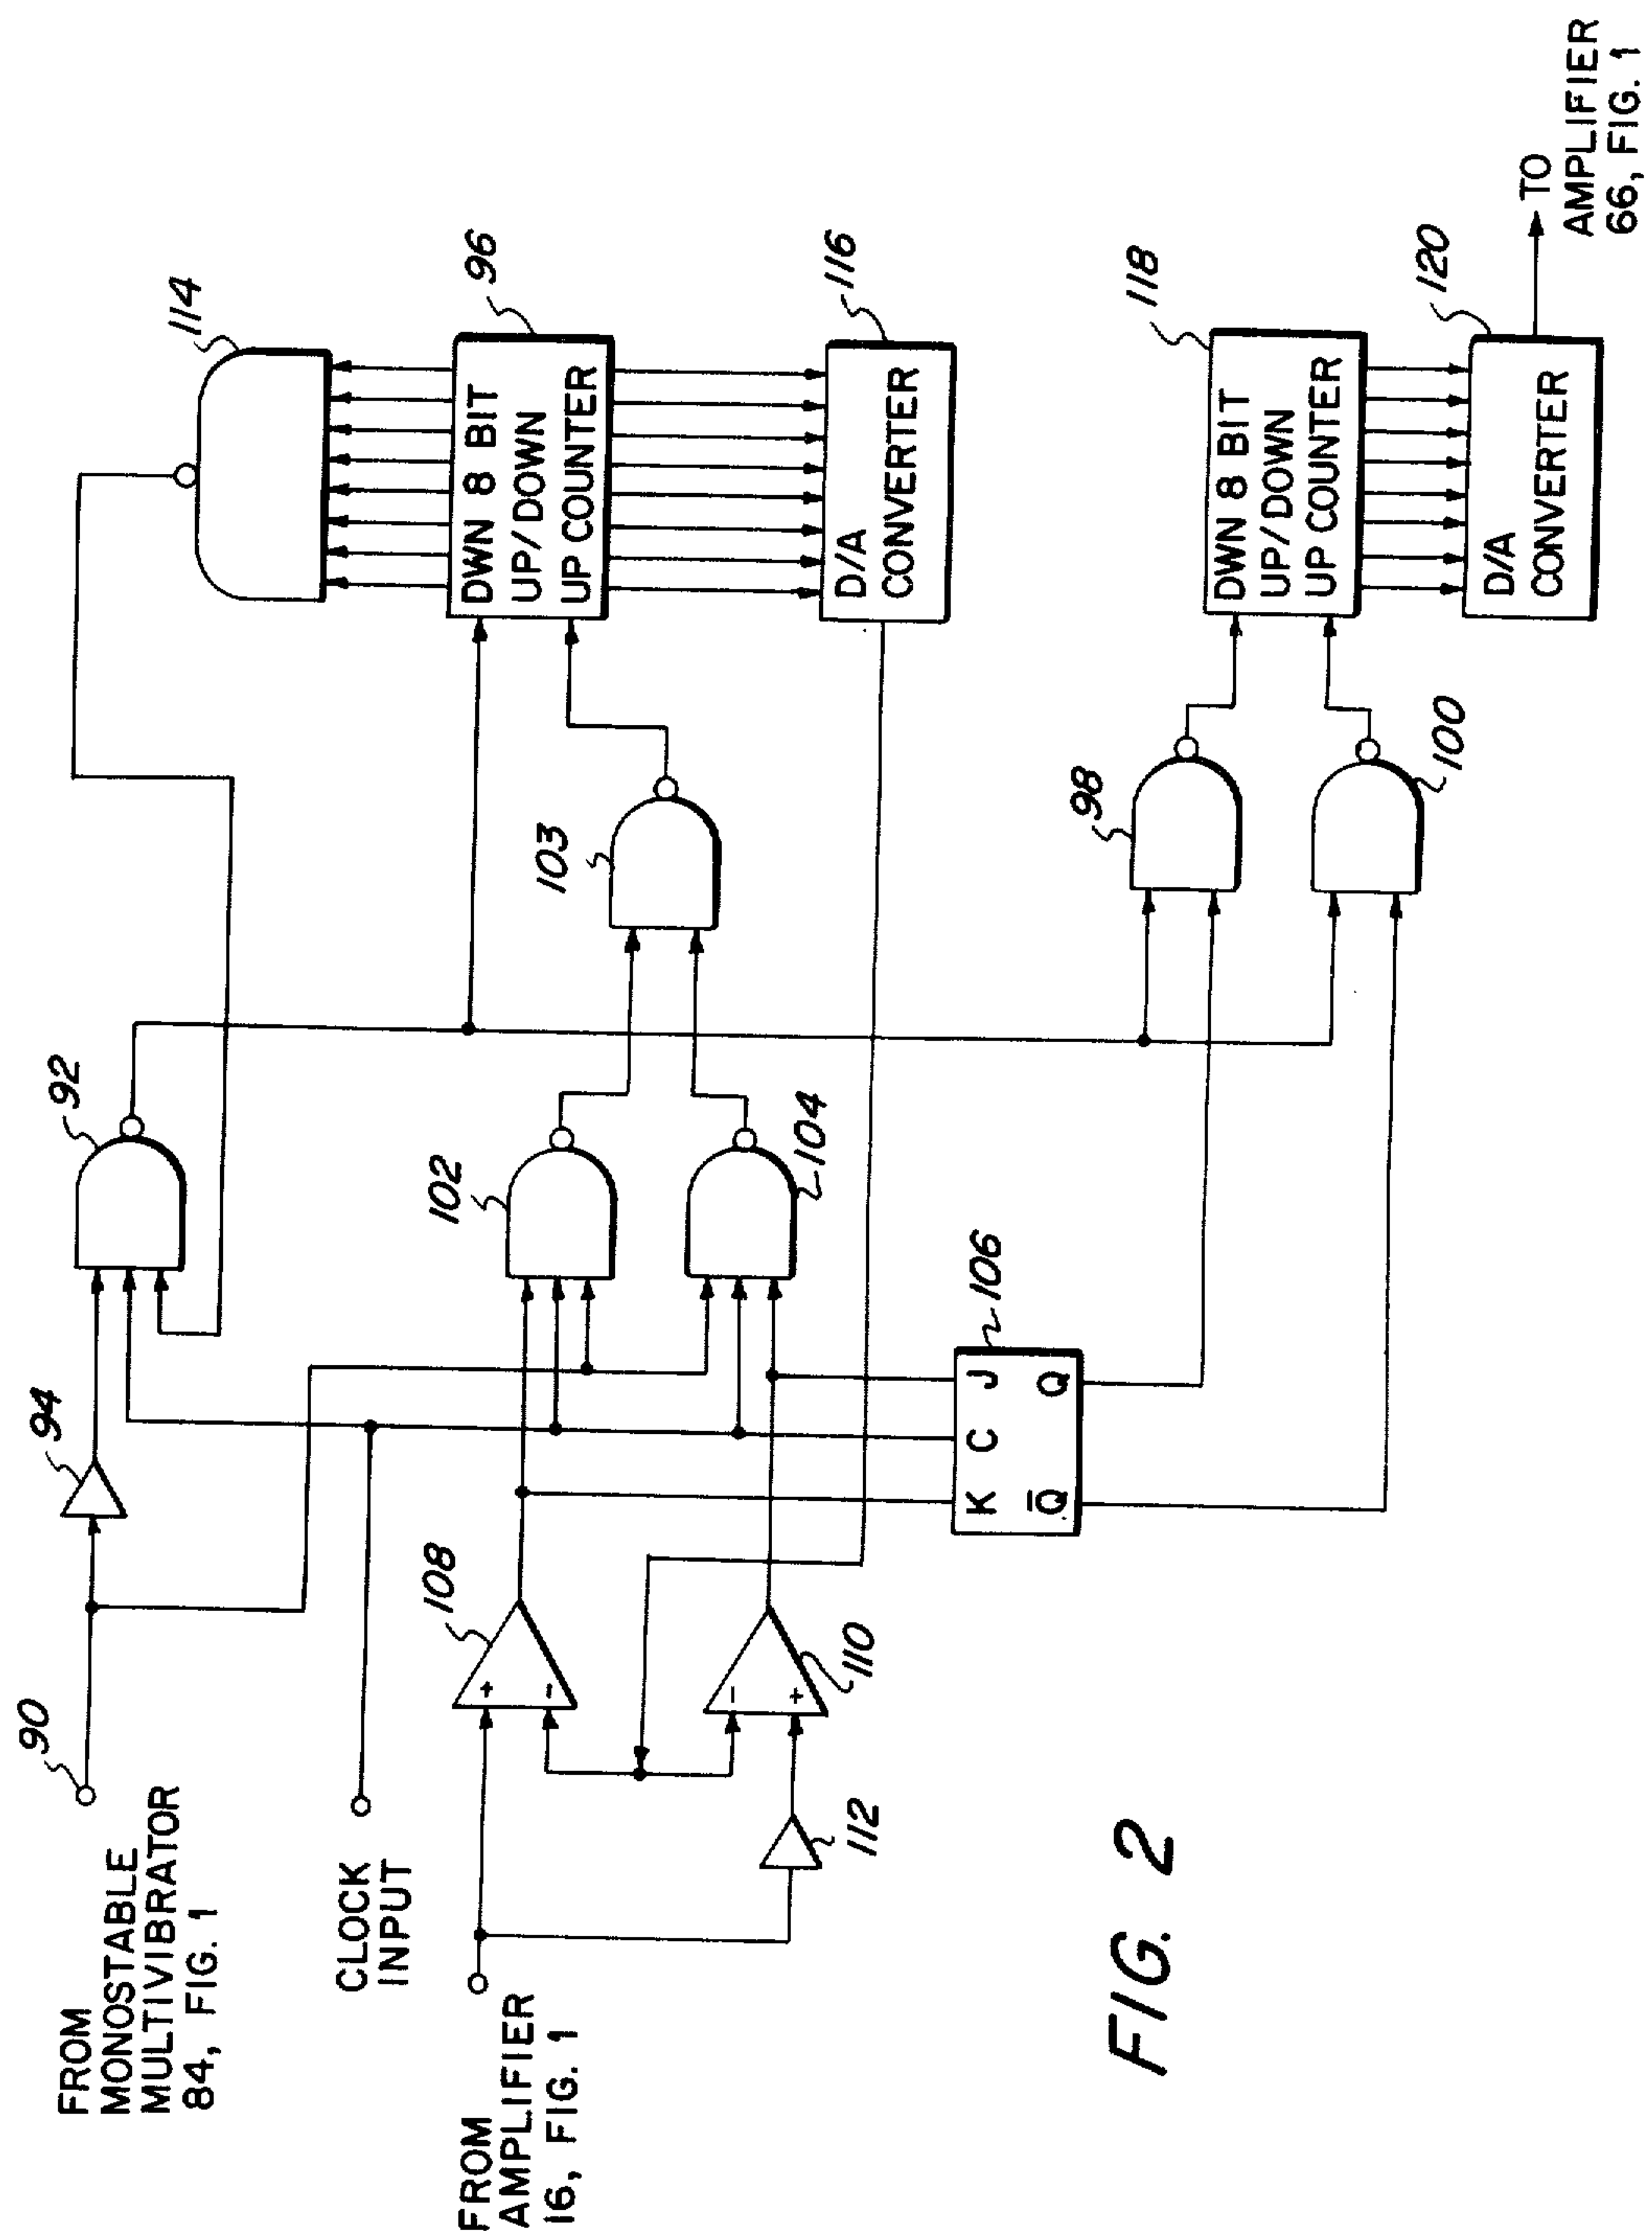 FROM
MONOSTABLE
MULTIVIBRATOR
84, FIG. 1
90
94
92
114
CLOCK
INPUT
FROM
AMPLIFIER
16, FIG. 1
108
+
-
102
103
DWN 8 BIT
UP/DOWN
UP COUNTER
96
112
-
+
110
104
D/A
CONVERTER
116
K C J
Q̅ Q
106
98
100
DWN 8 BIT
UP/DOWN
UP COUNTER
118
D/A
CONVERTER
120
TO
AMPLIFIER
66, FIG. 1
FIG. 2